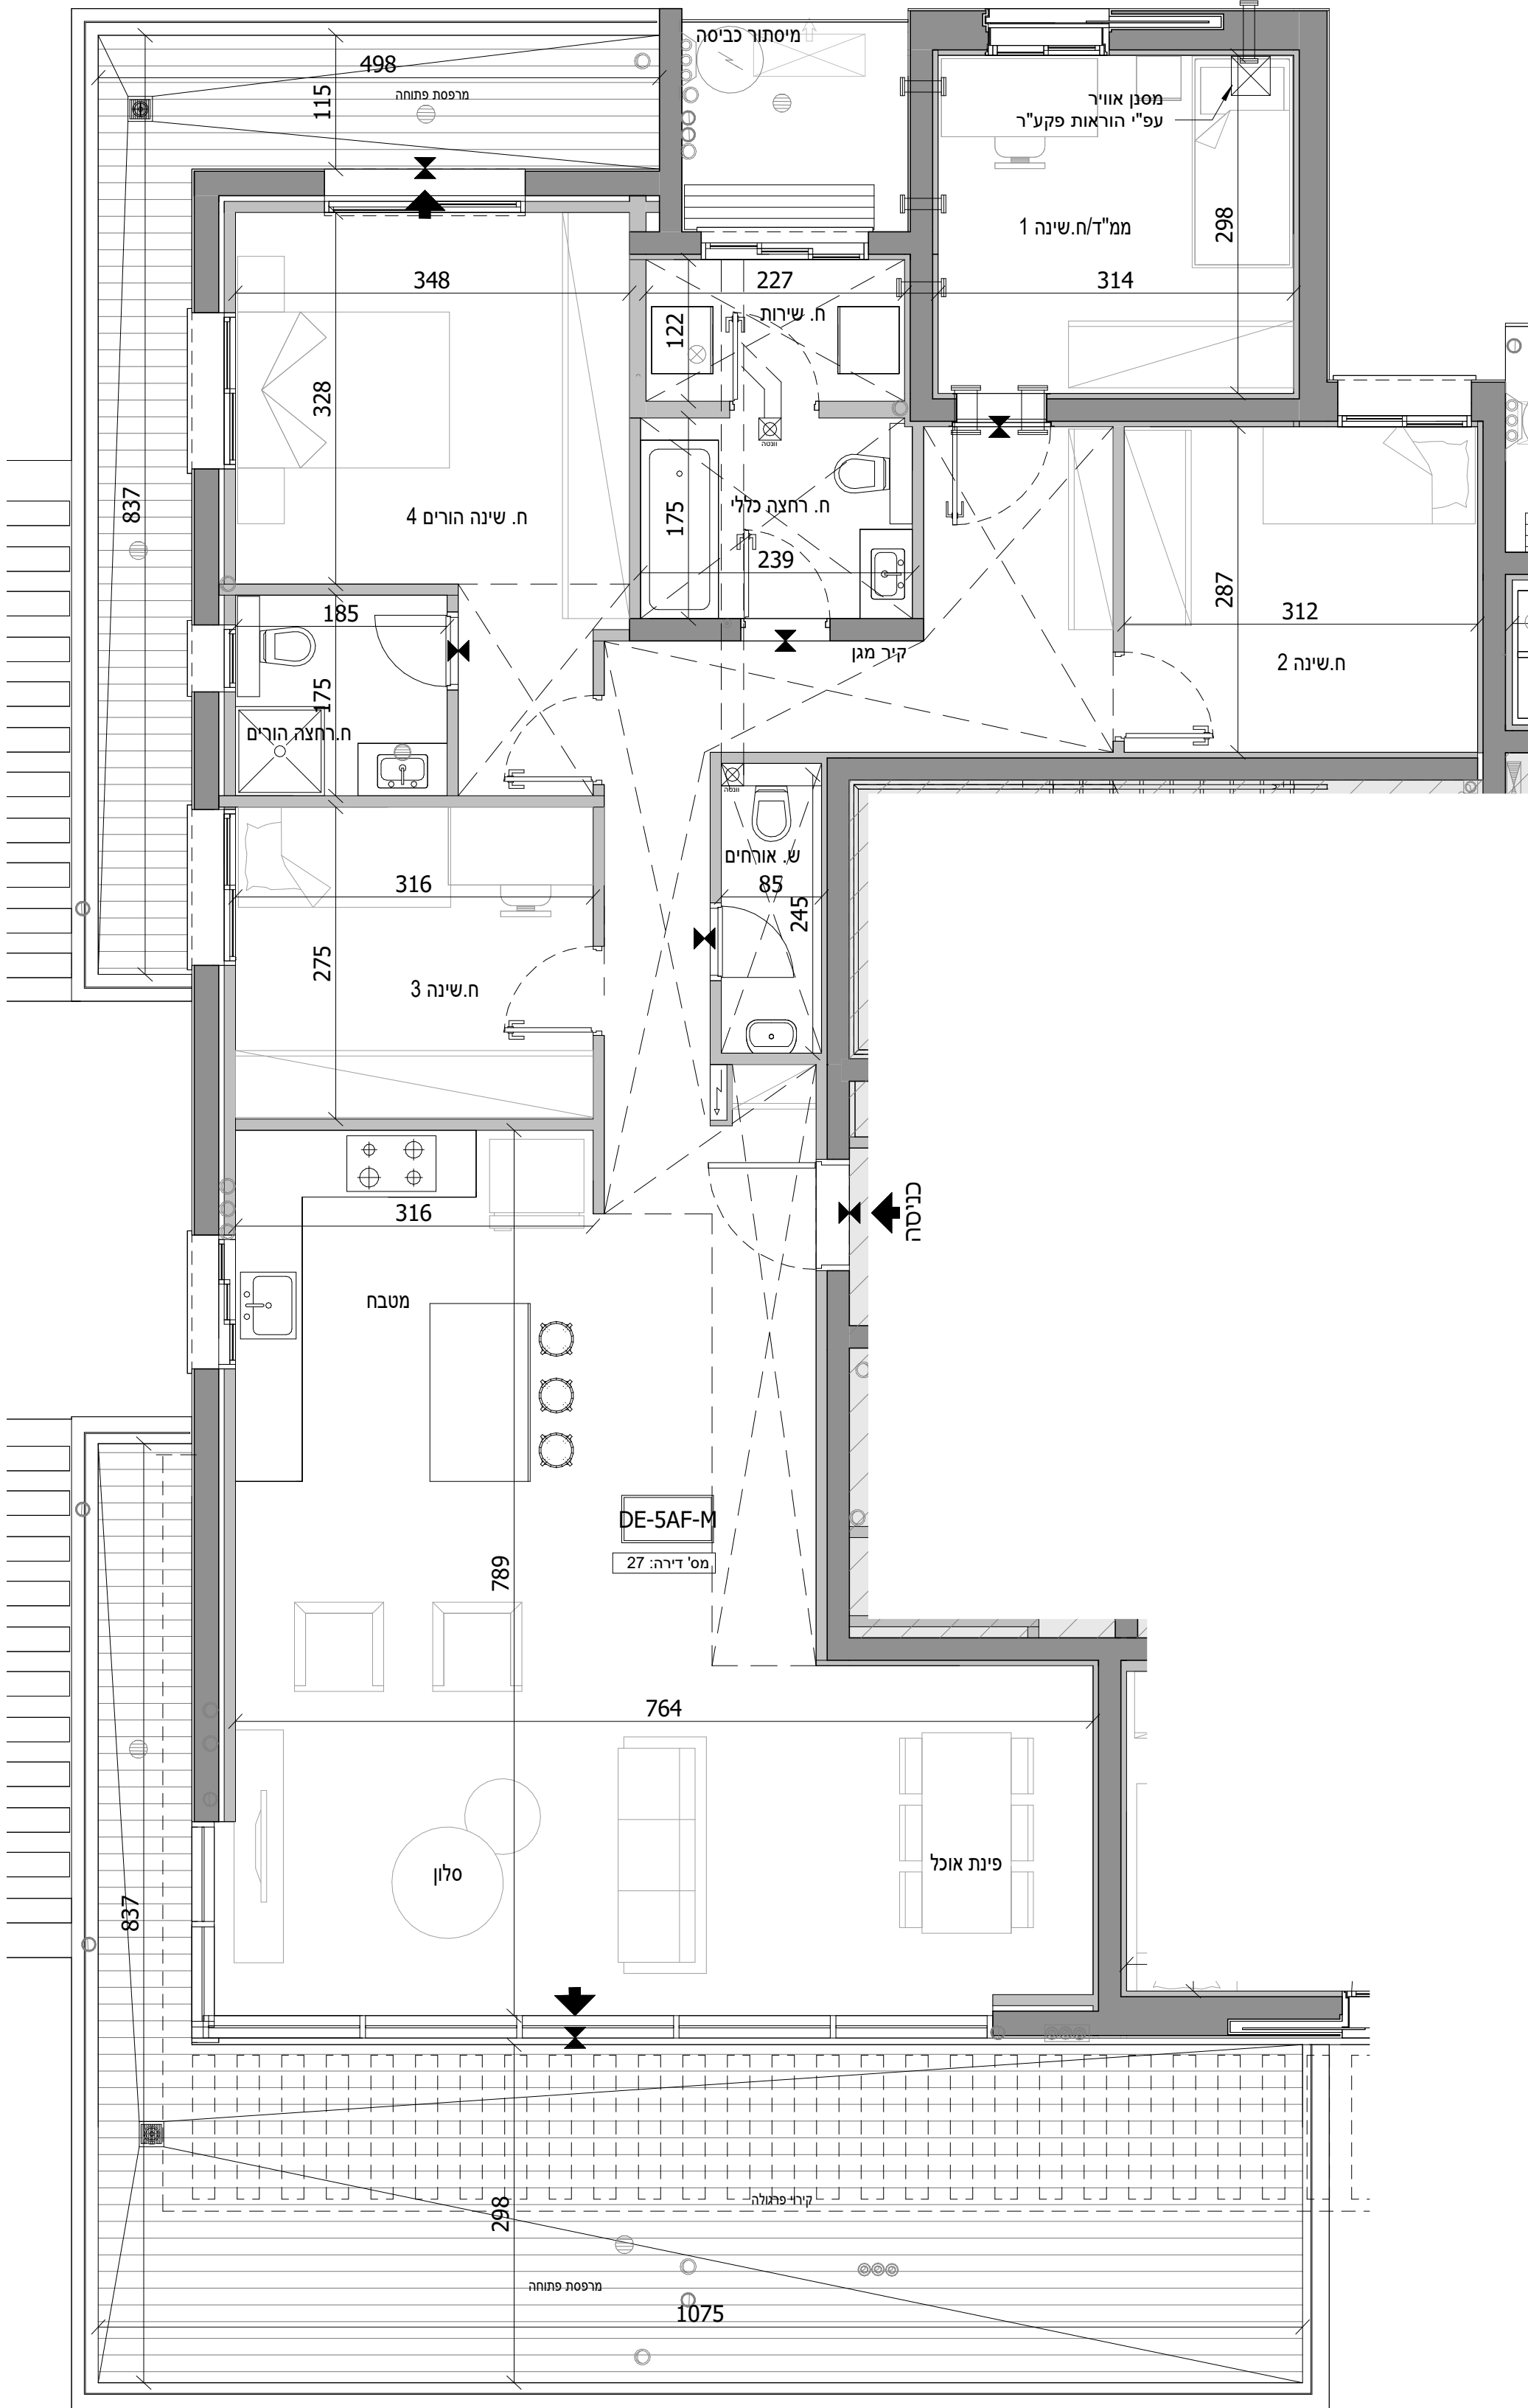 מיסתור כביסה
498
115
מרפסת פתוחה
מסנן אוויר
עפ"י הוראות פקע"ר
298
ממ"ד/ח.שינה 1
348
227
314
ח. שירות
122
328
837
ח. שינה הורים 4
175
ח. רחצה כללי
239
287
312
185
קיר מגן
ח.שינה 2
175
ח.רחצה הורים
וונטה
וונטה
ש. אורחים
316
85
245
275
ח.שינה 3
316
כניסה
מטבח
DE-5AF-M
מס' דירה: 27
789
764
סלון
פינת אוכל
837
קירוי פרגולה
298
מרפסת פתוחה
1075